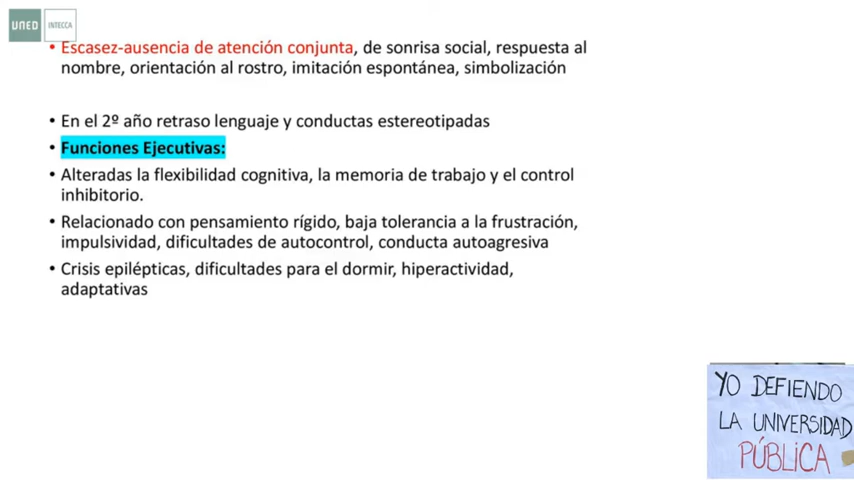 UNED
INTECCA
• Escasez-ausencia de atención conjunta, de sonrisa social, respuesta al
nombre, orientación al rostro, imitación espontánea, simbolización
• En el 2º año retraso lenguaje y conductas estereotipadas
• Funciones Ejecutivas:
• Alteradas la flexibilidad cognitiva, la memoria de trabajo y el control
inhibitorio.
• Relacionado con pensamiento rígido, baja tolerancia a la frustración,
impulsividad, dificultades de autocontrol, conducta autoagresiva
• Crisis epilépticas, dificultades para el dormir, hiperactividad,
adaptativas
YO DEFIENDO
LA UNIVERSIDAD
PÚBLiCA